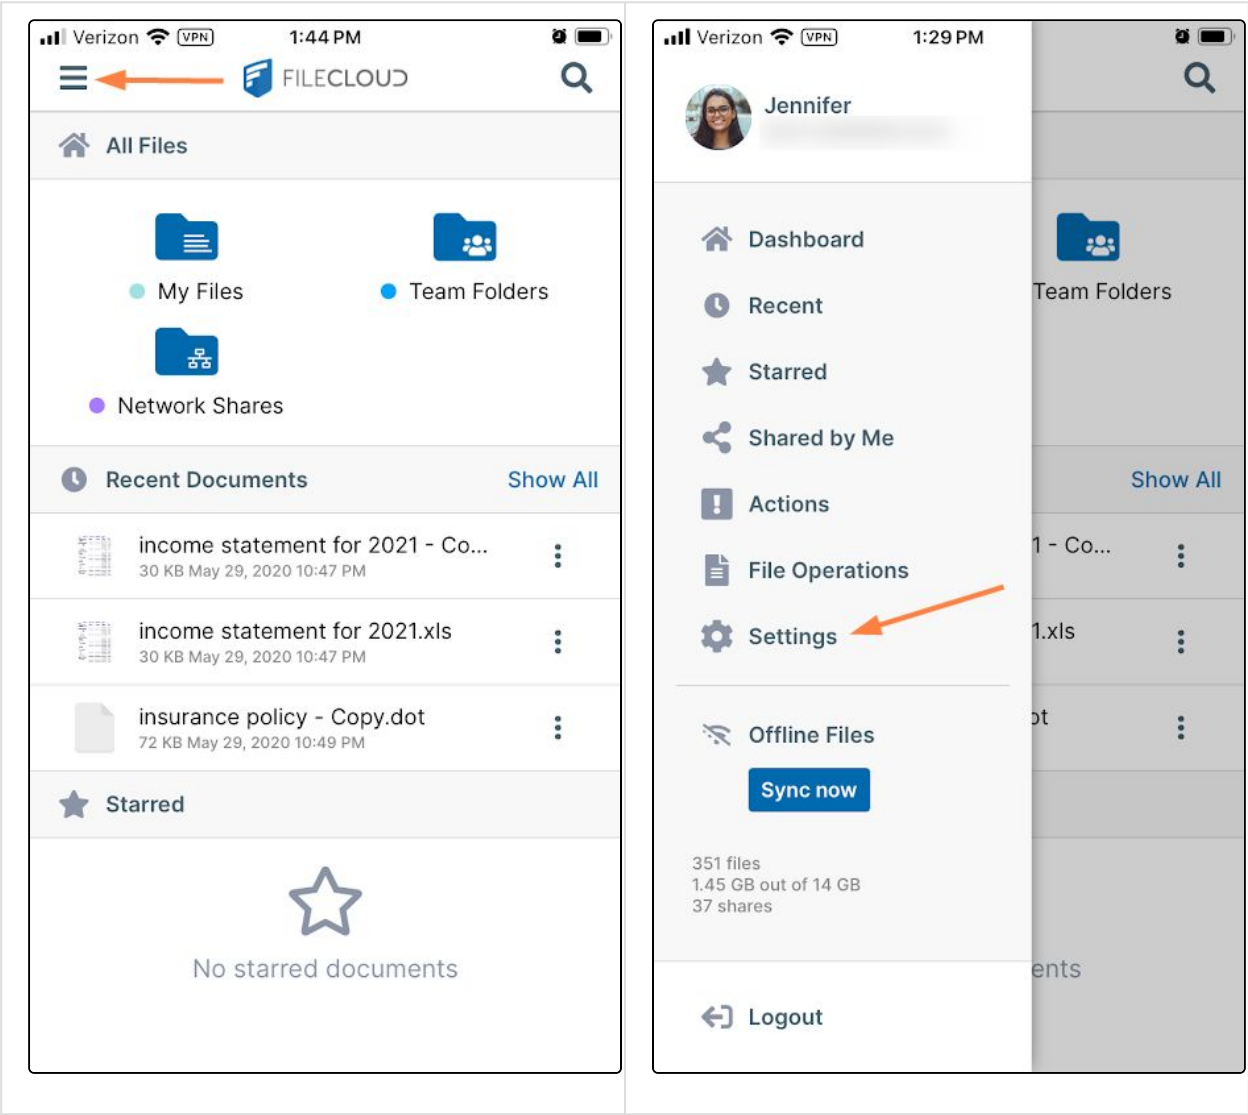 Verizon VPN 1:44 PM
FILECLOUD
All Files
My Files
Team Folders
Network Shares
Recent Documents Show All
income statement for 2021 - Co...
30 KB May 29, 2020 10:47 PM
income statement for 2021.xls
30 KB May 29, 2020 10:47 PM
insurance policy - Copy.dot
72 KB May 29, 2020 10:49 PM
Starred
No starred documents
Verizon VPN 1:29 PM
Jennifer
Dashboard
Recent
Starred
Shared by Me
Actions
File Operations
Settings
Offline Files
Sync now
351 files
1.45 GB out of 14 GB
37 shares
Logout
Team Folders
Show All
1 - Co...
1.xls
ot
ents